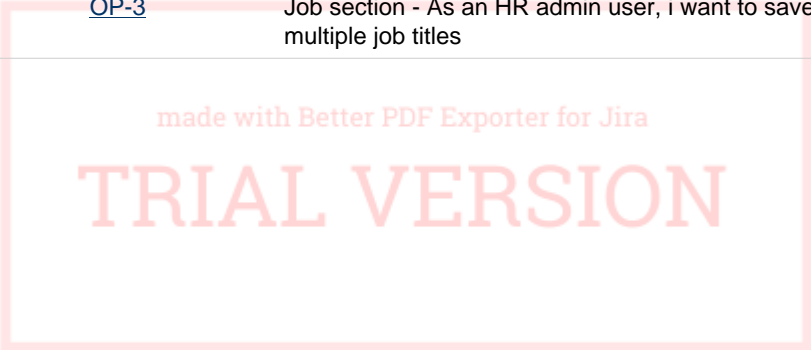 OP-3 Job section - As an HR admin user, i want to save
multiple job titles
made with Better PDF Exporter for Jira
TRIAL VERSION